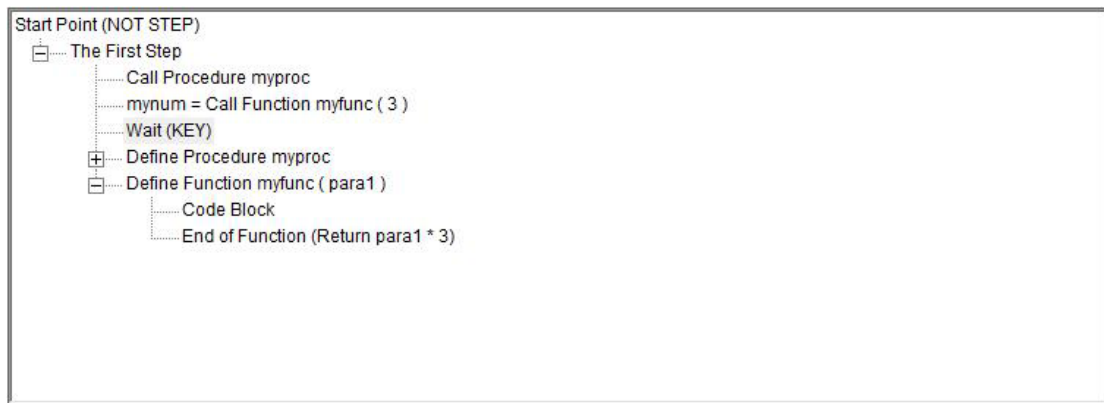 Start Point (NOT STEP)
The First Step
Call Procedure myproc
mynum = Call Function myfunc ( 3 )
Wait (KEY)
Define Procedure myproc
Define Function myfunc ( para1 )
Code Block
End of Function (Return para1 * 3)